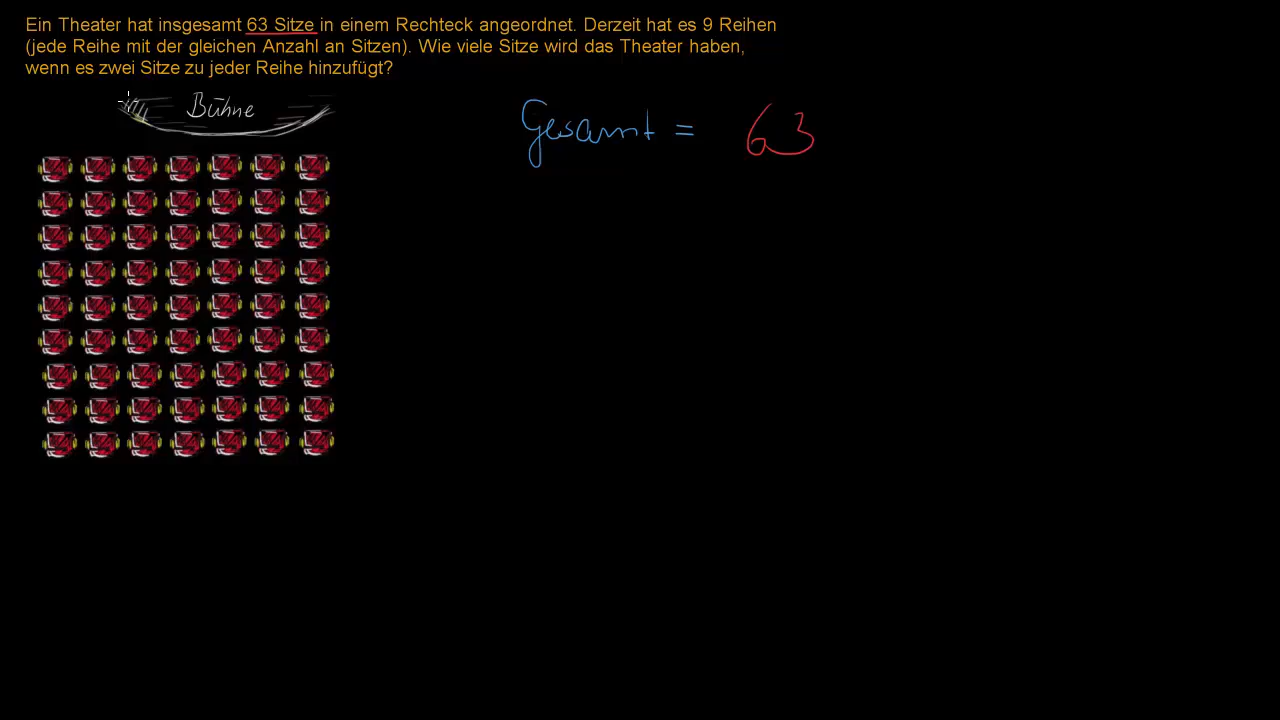 Ein Theater hat insgesamt 63 Sitze in einem Rechteck angeordnet. Derzeit hat es 9 Reihen
(jede Reihe mit der gleichen Anzahl an Sitzen). Wie viele Sitze wird das Theater haben,
wenn es zwei Sitze zu jeder Reihe hinzufügt?
Bühne
Gesamt = 63